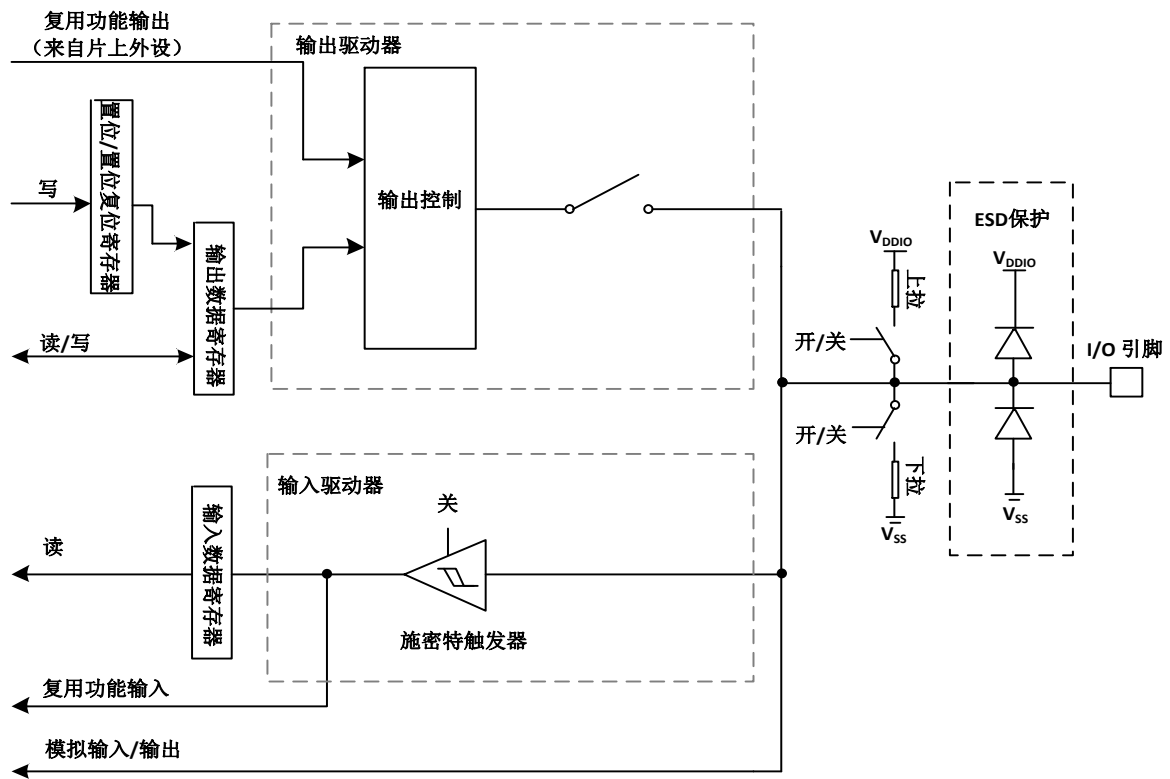 复用功能输出
（来自片上外设）
输出驱动器
置位/置位复位寄存器
写
输出控制
输出数据寄存器
读/写
ESD保护
VDDIO
VDDIO
上拉
开/关
I/O 引脚
开/关
下拉
VSS
VSS
输入驱动器
关
输入数据寄存器
读
施密特触发器
复用功能输入
模拟输入/输出